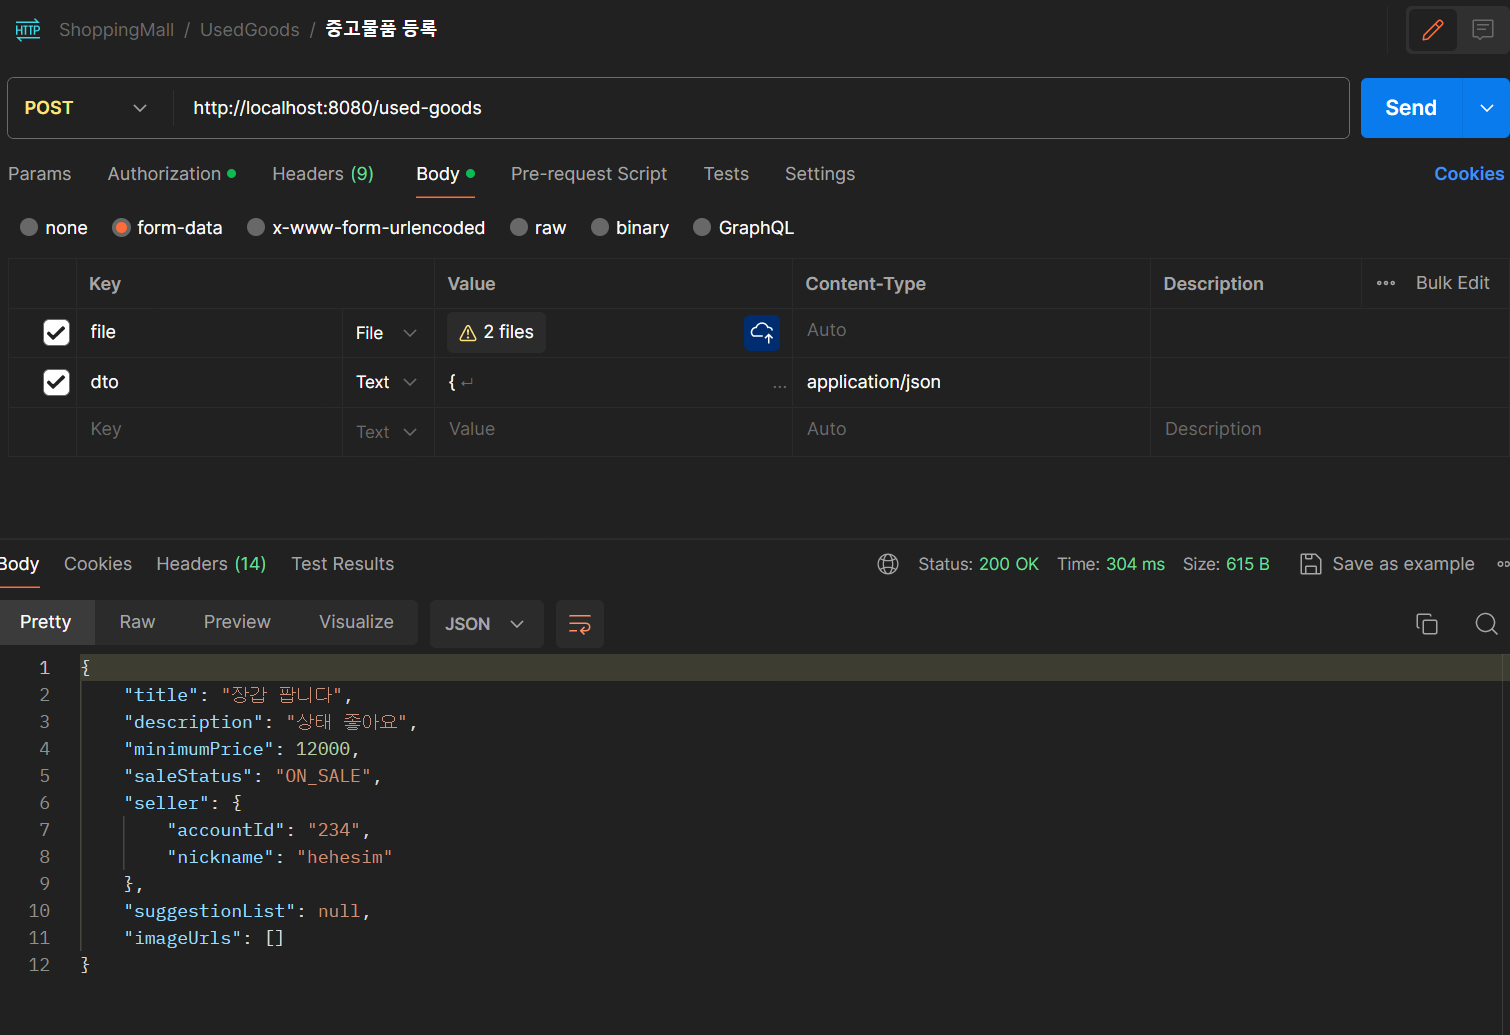 HTTP ShoppingMall / UsedGoods / 중고물품 등록
POST http://localhost:8080/used-goods Send
Params Authorization Headers (9) Body Pre-request Script Tests Settings Cookies
none form-data x-www-form-urlencoded raw binary GraphQL
Key Value Content-Type Description Bulk Edit
file File 2 files Auto
dto Text { ↵ ... application/json
Key Text Value Auto Description
Body Cookies Headers (14) Test Results Status: 200 OK Time: 304 ms Size: 615 B Save as example
Pretty Raw Preview Visualize JSON
1 {
2 "title": "장갑 팝니다",
3 "description": "상태 좋아요",
4 "minimumPrice": 12000,
5 "saleStatus": "ON_SALE",
6 "seller": {
7 "accountId": "234",
8 "nickname": "hehesim"
9 },
10 "suggestionList": null,
11 "imageUrls": []
12 }